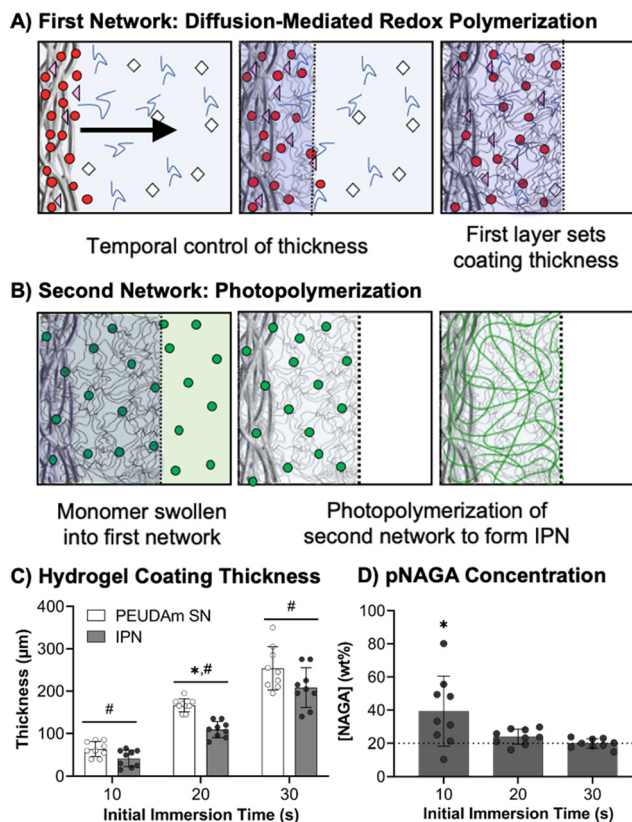 A) First Network: Diffusion-Mediated Redox Polymerization
Temporal control of thickness
First layer sets
coating thickness
B) Second Network: Photopolymerization
Monomer swollen
into first network
Photopolymerization of
second network to form IPN
C) Hydrogel Coating Thickness
400
300
200
100
0
Thickness (µm)
PEUDAm SN
IPN
#
*,#
#
10
20
30
Initial Immersion Time (s)
D) pNAGA Concentration
100
80
60
40
20
0
[NAGA] (wt%)
*
10
20
30
Initial Immersion Time (s)